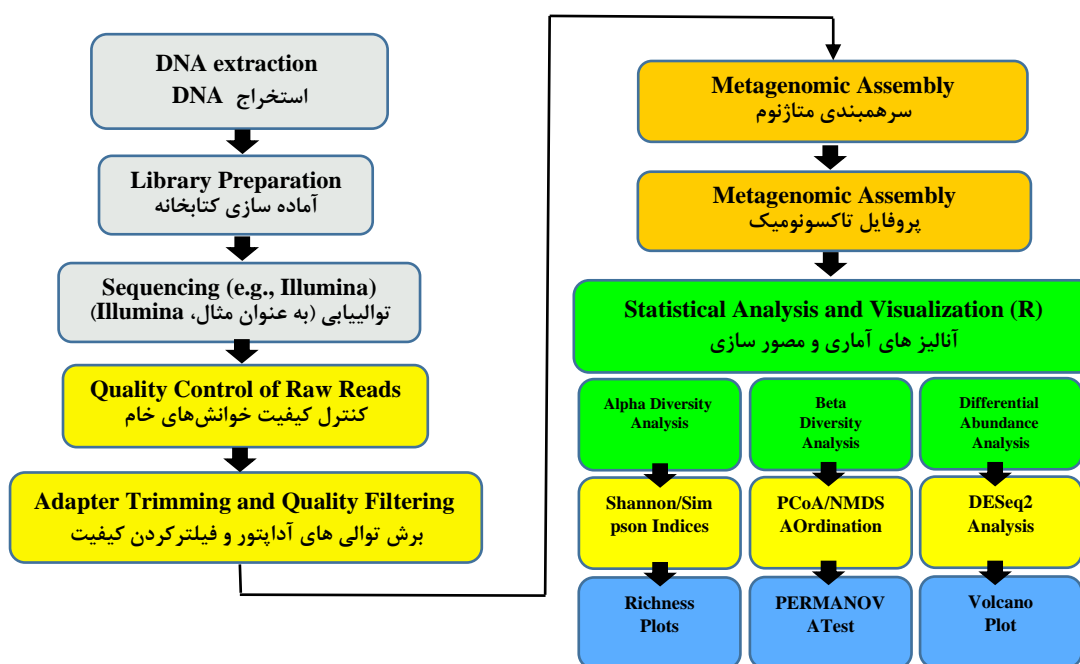 DNA extraction
استخراج DNA
Library Preparation
آماده سازی کتابخانه
Sequencing (e.g., Illumina)
توالییابی (به عنوان مثال، Illumina)
Quality Control of Raw Reads
کنترل کیفیت خوانش‌های خام
Adapter Trimming and Quality Filtering
برش توالی های آداپتور و فیلترکردن کیفیت
Metagenomic Assembly
سرهمبندی متاژنوم
Metagenomic Assembly
پروفایل تاکسونومیک
Statistical Analysis and Visualization (R)
آنالیز های آماری و مصور سازی
Alpha Diversity
Analysis
Beta
Diversity
Analysis
Differential
Abundance
Analysis
Shannon/Sim
pson Indices
PCoA/NMDS
AOrdination
DESeq2
Analysis
Richness
Plots
PERMANOV
ATest
Volcano
Plot